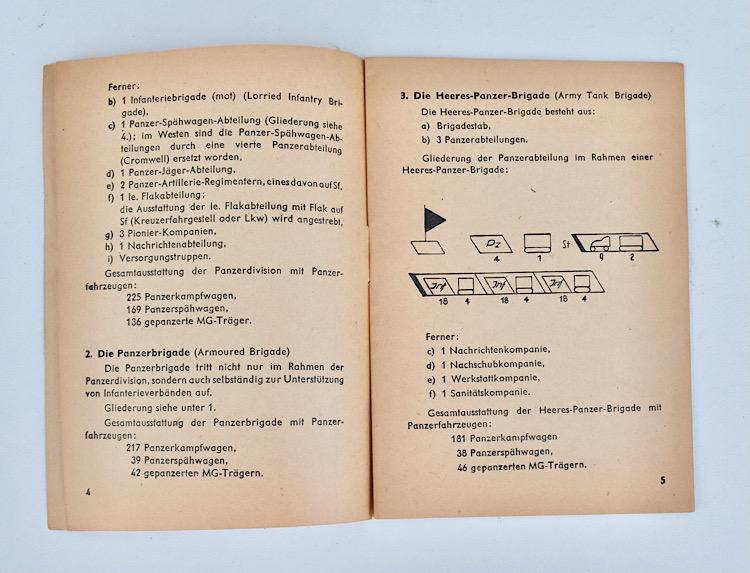 Ferner:
b) 1 Infanteriebrigade (mot) (Lorried Infantry Bri-
gade),
c) 1 Panzer-Spähwagen-Abteilung (Gliederung siehe
4.); im Westen sind die Panzer-Spähwagen-Ab-
teilungen durch eine vierte Panzerabteilung
(Cromwell) ersetzt worden,
d) 1 Panzer-Jäger-Abteilung,
e) 2 Panzer-Artillerie-Regimentern, eines davon auf Sf,
f) 1 le. Flakabteilung;
die Ausstattung der le. Flakabteilung mit Flak auf
Sf (Kreuzerfahrgestell oder Lkw) wird angestrebt,
g) 3 Pionier-Kompanien,
h) 1 Nachrichtenabteilung,
i) Versorgungstruppen.
Gesamtausstattung der Panzerdivision mit Panzer-
fahrzeugen:
225 Panzerkampfwagen,
169 Panzerspähwagen,
136 gepanzerte MG-Träger.
2. Die Panzerbrigade (Armoured Brigade)
Die Panzerbrigade tritt nicht nur im Rahmen der
Panzerdivision, sondern auch selbständig zur Unterstützung
von Infanterieverbänden auf.
Gliederung siehe unter 1.
Gesamtausstattung der Panzerbrigade mit Panzer-
fahrzeugen:
217 Panzerkampfwagen,
39 Panzerspähwagen,
42 gepanzerten MG-Trägern.
4
3. Die Heeres-Panzer-Brigade (Army Tank Brigade)
Die Heeres-Panzer-Brigade besteht aus:
a) Brigadestab,
b) 3 Panzerabteilungen.
Gliederung der Panzerabteilung im Rahmen einer
Heeres-Panzer-Brigade:
Pz St
4 1 9 2
18 4 18 4 18 4
Ferner:
c) 1 Nachrichtenkompanie,
d) 1 Nachschubkompanie,
e) 1 Werkstattkompanie,
f) 1 Sanitätskompanie.
Gesamtausstattung der Heeres-Panzer-Brigade mit
Panzerfahrzeugen:
181 Panzerkampfwagen
38 Panzerspähwagen,
46 gepanzerten MG-Trägern.
5